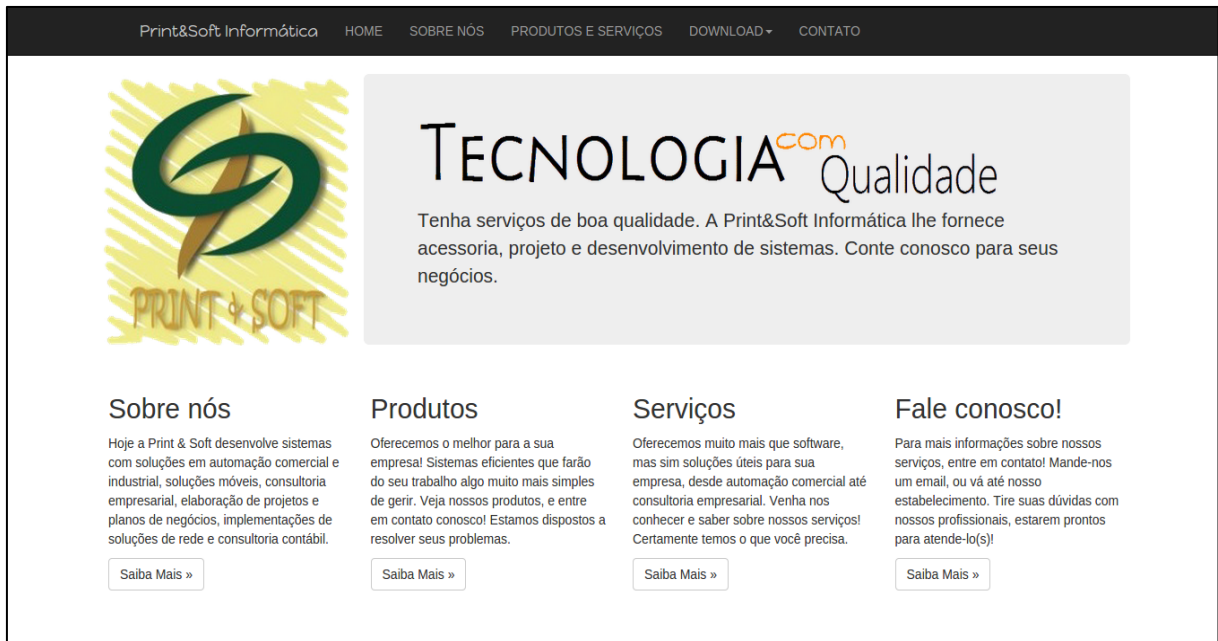 Print&Soft Informática HOME SOBRE NÓS PRODUTOS E SERVIÇOS DOWNLOAD CONTATO
PRINT & SOFT
TECNOLOGIA com Qualidade
Tenha serviços de boa qualidade. A Print&Soft Informática lhe fornece
acessoria, projeto e desenvolvimento de sistemas. Conte conosco para seus
negócios.
Sobre nós
Hoje a Print & Soft desenvolve sistemas
com soluções em automação comercial e
industrial, soluções móveis, consultoria
empresarial, elaboração de projetos e
planos de negócios, implementações de
soluções de rede e consultoria contábil.
Saiba Mais »
Produtos
Oferecemos o melhor para a sua
empresa! Sistemas eficientes que farão
do seu trabalho algo muito mais simples
de gerir. Veja nossos produtos, e entre
em contato conosco! Estamos dispostos a
resolver seus problemas.
Saiba Mais »
Serviços
Oferecemos muito mais que software,
mas sim soluções úteis para sua
empresa, desde automação comercial até
consultoria empresarial. Venha nos
conhecer e saber sobre nossos serviços!
Certamente temos o que você precisa.
Saiba Mais »
Fale conosco!
Para mais informações sobre nossos
serviços, entre em contato! Mande-nos
um email, ou vá até nosso
estabelecimento. Tire suas dúvidas com
nossos profissionais, estarem prontos
para atende-lo(s)!
Saiba Mais »